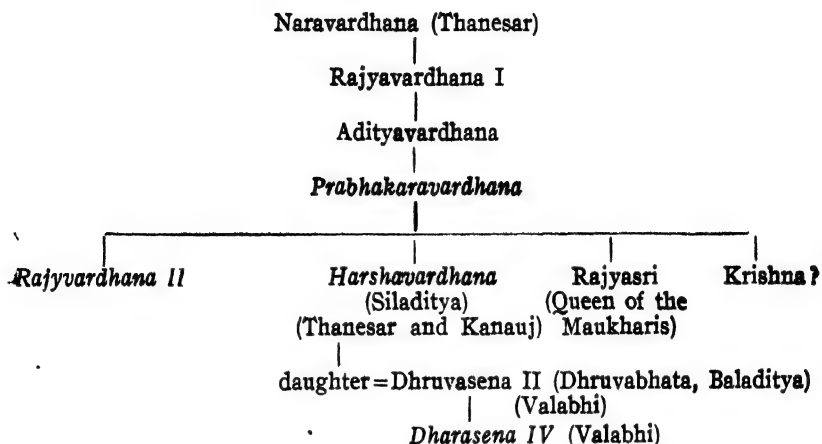 Naravardhana (Thanesar)
Rajyavardhana I
Adityavardhana
Prabhakaravardhana
Rajyvardhana II Harshavardhana Rajyasri Krishna?
(Siladitya) (Queen of the
(Thanesar and Kanauj) Maukharis)
daughter=Dhruvasena II (Dhruvabhata, Baladitya)
(Valabhi)
Dharasena IV (Valabhi)